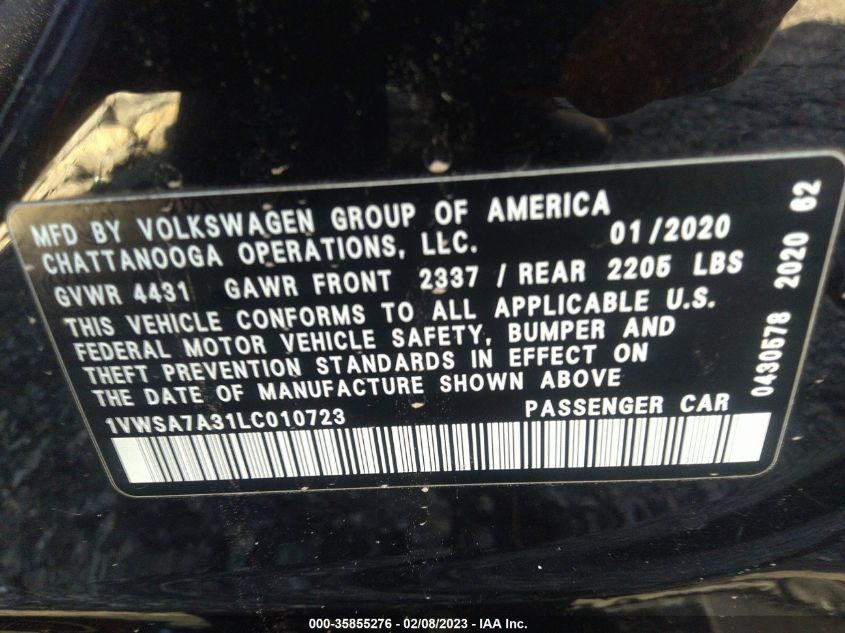 MFD BY VOLKSWAGEN GROUP OF AMERICA
CHATTANOOGA OPERATIONS, LLC. 01/2020
GVWR 4431 GAWR FRONT 2337 / REAR 2205 LBS
THIS VEHICLE CONFORMS TO ALL APPLICABLE U.S.
FEDERAL MOTOR VEHICLE SAFETY, BUMPER AND
THEFT PREVENTION STANDARDS IN EFFECT ON
THE DATE OF MANUFACTURE SHOWN ABOVE
1VWSA7A31LC010723 PASSENGER CAR
0430578 2020 62
000-35855276 - 02/08/2023 - IAA Inc.